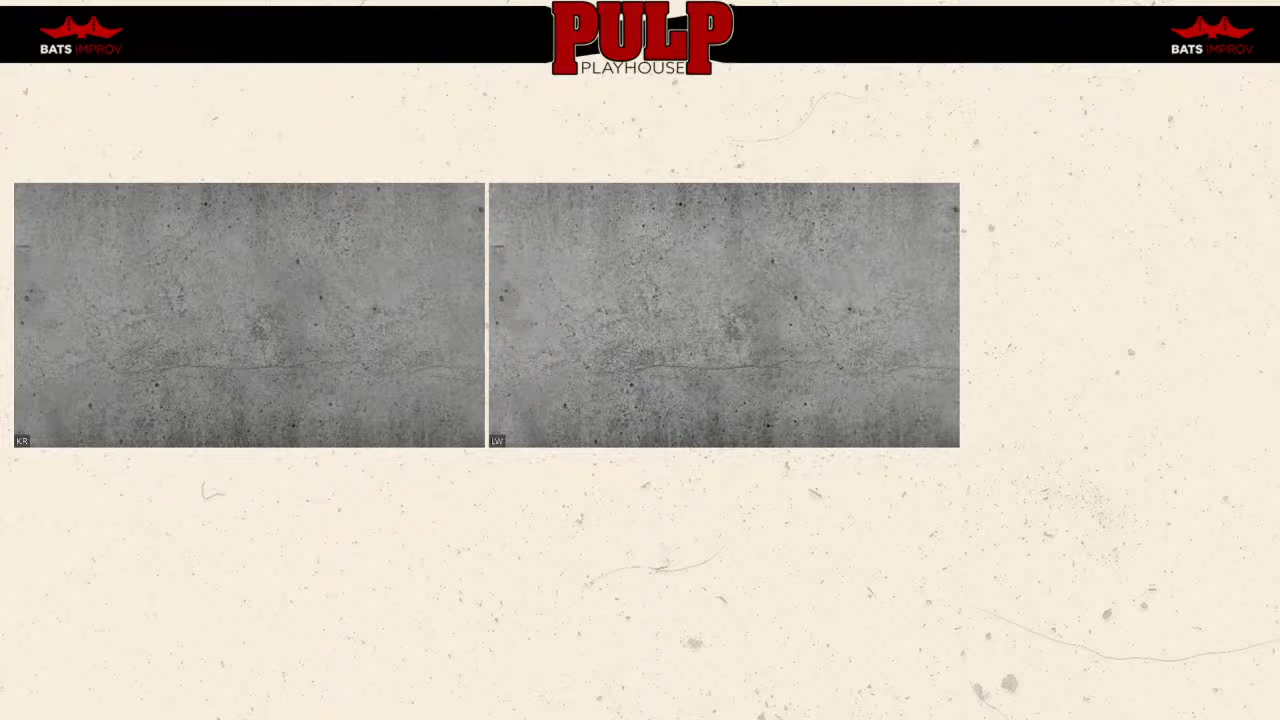 PULP
PLAYHOUSE
BATS IMPROV
BATS IMPROV
KR
LW